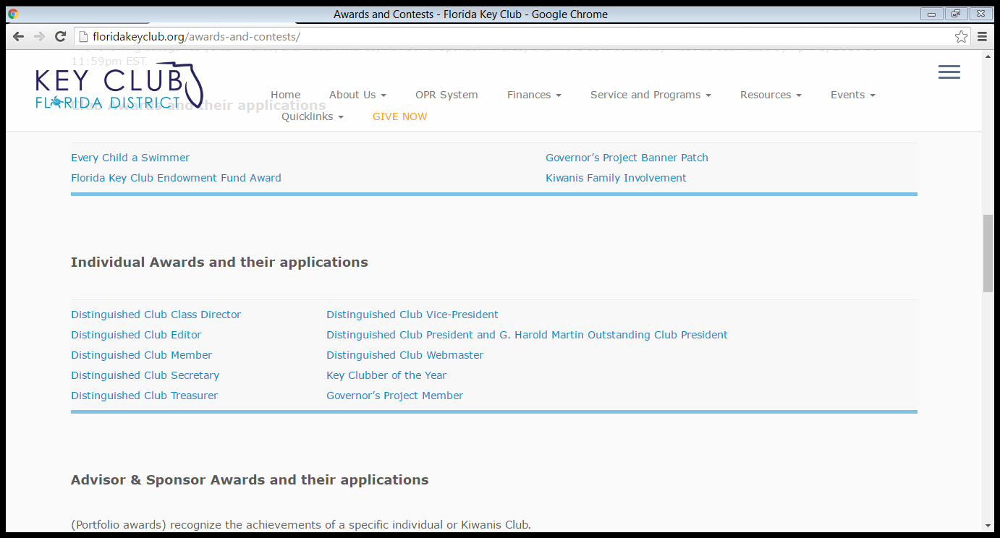 Awards and Contests - Florida Key Club - Google Chrome
floridakeyclub.org/awards-and-contests/
11:59pm EST.
KEY CLUB
FLORIDA DISTRICT
Home About Us OPR System Finances Service and Programs Resources Events
Club Awards and their applications
Quicklinks GIVE NOW
Every Child a Swimmer Governor’s Project Banner Patch
Florida Key Club Endowment Fund Award Kiwanis Family Involvement
Individual Awards and their applications
Distinguished Club Class Director Distinguished Club Vice-President
Distinguished Club Editor Distinguished Club President and G. Harold Martin Outstanding Club President
Distinguished Club Member Distinguished Club Webmaster
Distinguished Club Secretary Key Clubber of the Year
Distinguished Club Treasurer Governor’s Project Member
Advisor & Sponsor Awards and their applications
(Portfolio awards) recognize the achievements of a specific individual or Kiwanis Club.